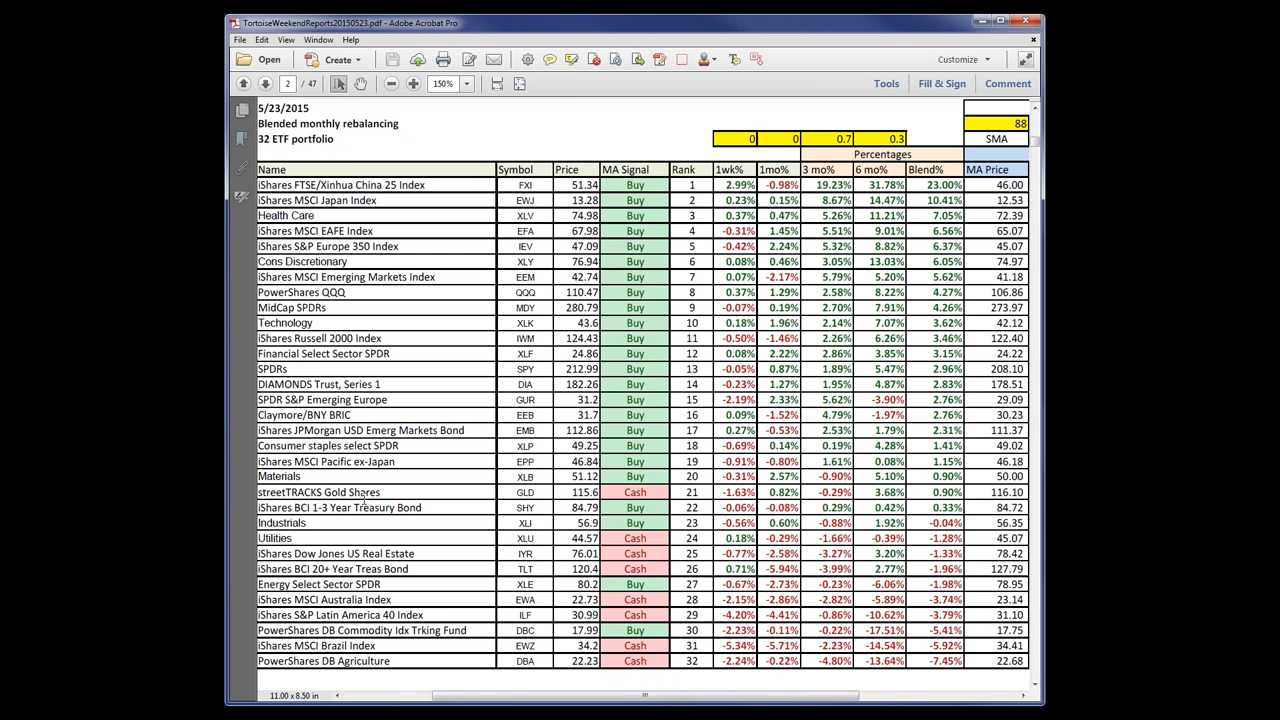 TortoiseWeekendReports20150523.pdf - Adobe Acrobat Pro
File Edit View Window Help
Open Create Customize
2 / 47 150% Tools Fill & Sign Comment
5/23/2015
Blended monthly rebalancing 88
32 ETF portfolio 0 0 0.7 0.3 SMA
Percentages
Name Symbol Price MA Signal Rank 1wk% 1mo% 3 mo% 6 mo% Blend% MA Price
iShares FTSE/Xinhua China 25 Index FXI 51.34 Buy 1 2.99% -0.98% 19.23% 31.78% 23.00% 46.00
iShares MSCI Japan Index EWJ 13.28 Buy 2 0.23% 0.15% 8.67% 14.47% 10.41% 12.53
Health Care XLV 74.98 Buy 3 0.37% 0.47% 5.26% 11.21% 7.05% 72.39
iShares MSCI EAFE Index EFA 67.98 Buy 4 -0.31% 1.45% 5.51% 9.01% 6.56% 65.07
iShares S&P Europe 350 Index IEV 47.09 Buy 5 -0.42% 2.24% 5.32% 8.82% 6.37% 45.07
Cons Discretionary XLY 76.94 Buy 6 0.08% 0.46% 3.05% 13.03% 6.05% 74.97
iShares MSCI Emerging Markets Index EEM 42.74 Buy 7 0.07% -2.17% 5.79% 5.20% 5.62% 41.18
PowerShares QQQ QQQ 110.47 Buy 8 0.37% 1.29% 2.58% 8.22% 4.27% 106.86
MidCap SPDRs MDY 280.79 Buy 9 -0.07% 0.19% 2.70% 7.91% 4.26% 273.97
Technology XLK 43.6 Buy 10 0.18% 1.96% 2.14% 7.07% 3.62% 42.12
iShares Russell 2000 Index IWM 124.43 Buy 11 -0.50% -1.46% 2.26% 6.26% 3.46% 122.40
Financial Select Sector SPDR XLF 24.86 Buy 12 0.08% 2.22% 2.86% 3.85% 3.15% 24.22
SPDRs SPY 212.99 Buy 13 -0.05% 0.87% 1.89% 5.47% 2.96% 208.10
DIAMONDS Trust, Series 1 DIA 182.26 Buy 14 -0.23% 1.27% 1.95% 4.87% 2.83% 178.51
SPDR S&P Emerging Europe GUR 31.2 Buy 15 -2.19% 2.33% 5.62% -3.90% 2.76% 29.09
Claymore/BNY BRIC EEB 31.7 Buy 16 0.09% -1.52% 4.79% -1.97% 2.76% 30.23
iShares JPMorgan USD Emerg Markets Bond EMB 112.86 Buy 17 0.27% -0.53% 2.53% 1.79% 2.31% 111.37
Consumer staples select SPDR XLP 49.25 Buy 18 -0.69% 0.14% 0.19% 4.28% 1.41% 49.02
iShares MSCI Pacific ex-Japan EPP 46.84 Buy 19 -0.91% -0.80% 1.61% 0.08% 1.15% 46.18
Materials XLB 51.12 Buy 20 -0.31% 2.57% -0.90% 5.10% 0.90% 50.00
streetTRACKS Gold Shares GLD 115.6 Cash 21 -1.63% 0.82% -0.29% 3.68% 0.90% 116.10
iShares BCI 1-3 Year Treasury Bond SHY 84.79 Buy 22 -0.06% -0.08% 0.29% 0.42% 0.33% 84.72
Industrials XLI 56.9 Buy 23 -0.56% 0.60% -0.88% 1.92% -0.04% 56.35
Utilities XLU 44.57 Cash 24 0.18% -0.29% -1.66% -0.39% -1.28% 45.07
iShares Dow Jones US Real Estate IYR 76.01 Cash 25 -0.77% -2.58% -3.27% 3.20% -1.33% 78.42
iShares BCI 20+ Year Treas Bond TLT 120.4 Cash 26 0.71% -5.94% -3.99% 2.77% -1.96% 127.79
Energy Select Sector SPDR XLE 80.2 Buy 27 -0.67% -2.73% -0.23% -6.06% -1.98% 78.95
iShares MSCI Australia Index EWA 22.73 Cash 28 -2.15% -2.86% -2.82% -5.89% -3.74% 23.14
iShares S&P Latin America 40 Index ILF 30.99 Cash 29 -4.20% -4.41% -0.86% -10.62% -3.79% 31.10
PowerShares DB Commodity Idx Trking Fund DBC 17.99 Buy 30 -2.23% -0.11% -0.22% -17.51% -5.41% 17.75
iShares MSCI Brazil Index EWZ 34.2 Cash 31 -5.34% -5.71% -2.23% -14.54% -5.92% 34.41
PowerShares DB Agriculture DBA 22.23 Cash 32 -2.24% -0.22% -4.80% -13.64% -7.45% 22.68
11.00 x 8.50 in